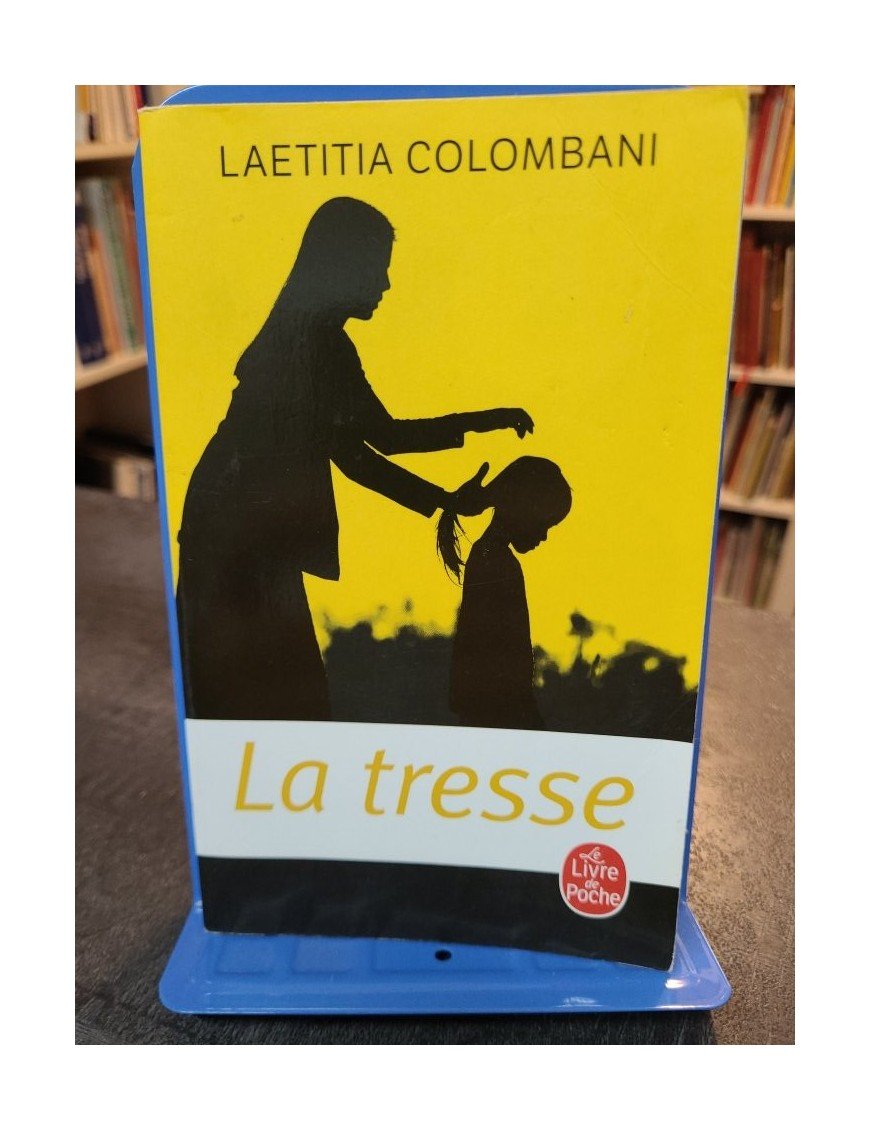 LAETITIA COLOMBANI
La tresse
Le
Livre
de
Poche